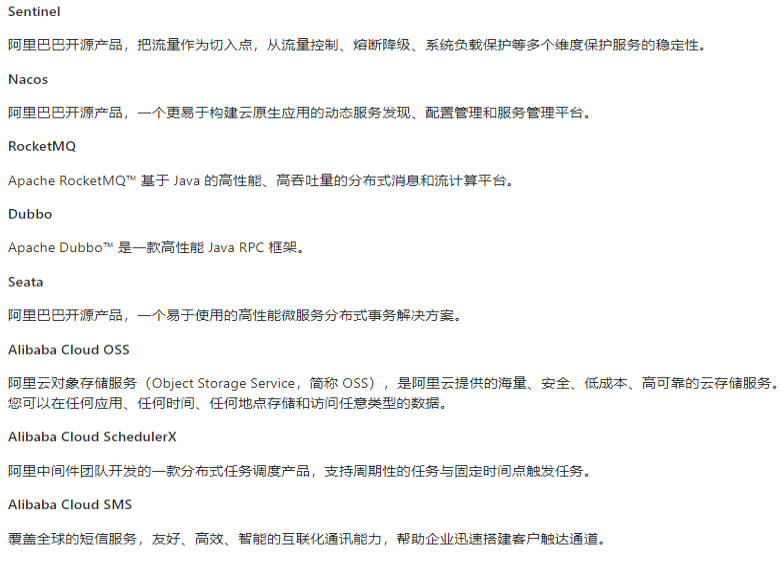 Sentinel
阿里巴巴开源产品，把流量作为切入点，从流量控制、熔断降级、系统负载保护等多个维度保护服务的稳定性。
Nacos
阿里巴巴开源产品，一个更易于构建云原生应用的动态服务发现、配置管理和服务管理平台。
RocketMQ
Apache RocketMQ™ 基于 Java 的高性能、高吞吐量的分布式消息和流计算平台。
Dubbo
Apache Dubbo™ 是一款高性能 Java RPC 框架。
Seata
阿里巴巴开源产品，一个易于使用的高性能微服务分布式事务解决方案。
Alibaba Cloud OSS
阿里云对象存储服务（Object Storage Service，简称 OSS），是阿里云提供的海量、安全、低成本、高可靠的云存储服务。
您可以在任何应用、任何时间、任何地点存储和访问任意类型的数据。
Alibaba Cloud SchedulerX
阿里中间件团队开发的一款分布式任务调度产品，支持周期性的任务与固定时间点触发任务。
Alibaba Cloud SMS
覆盖全球的短信服务，友好、高效、智能的互联化通讯能力，帮助企业迅速搭建客户触达通道。